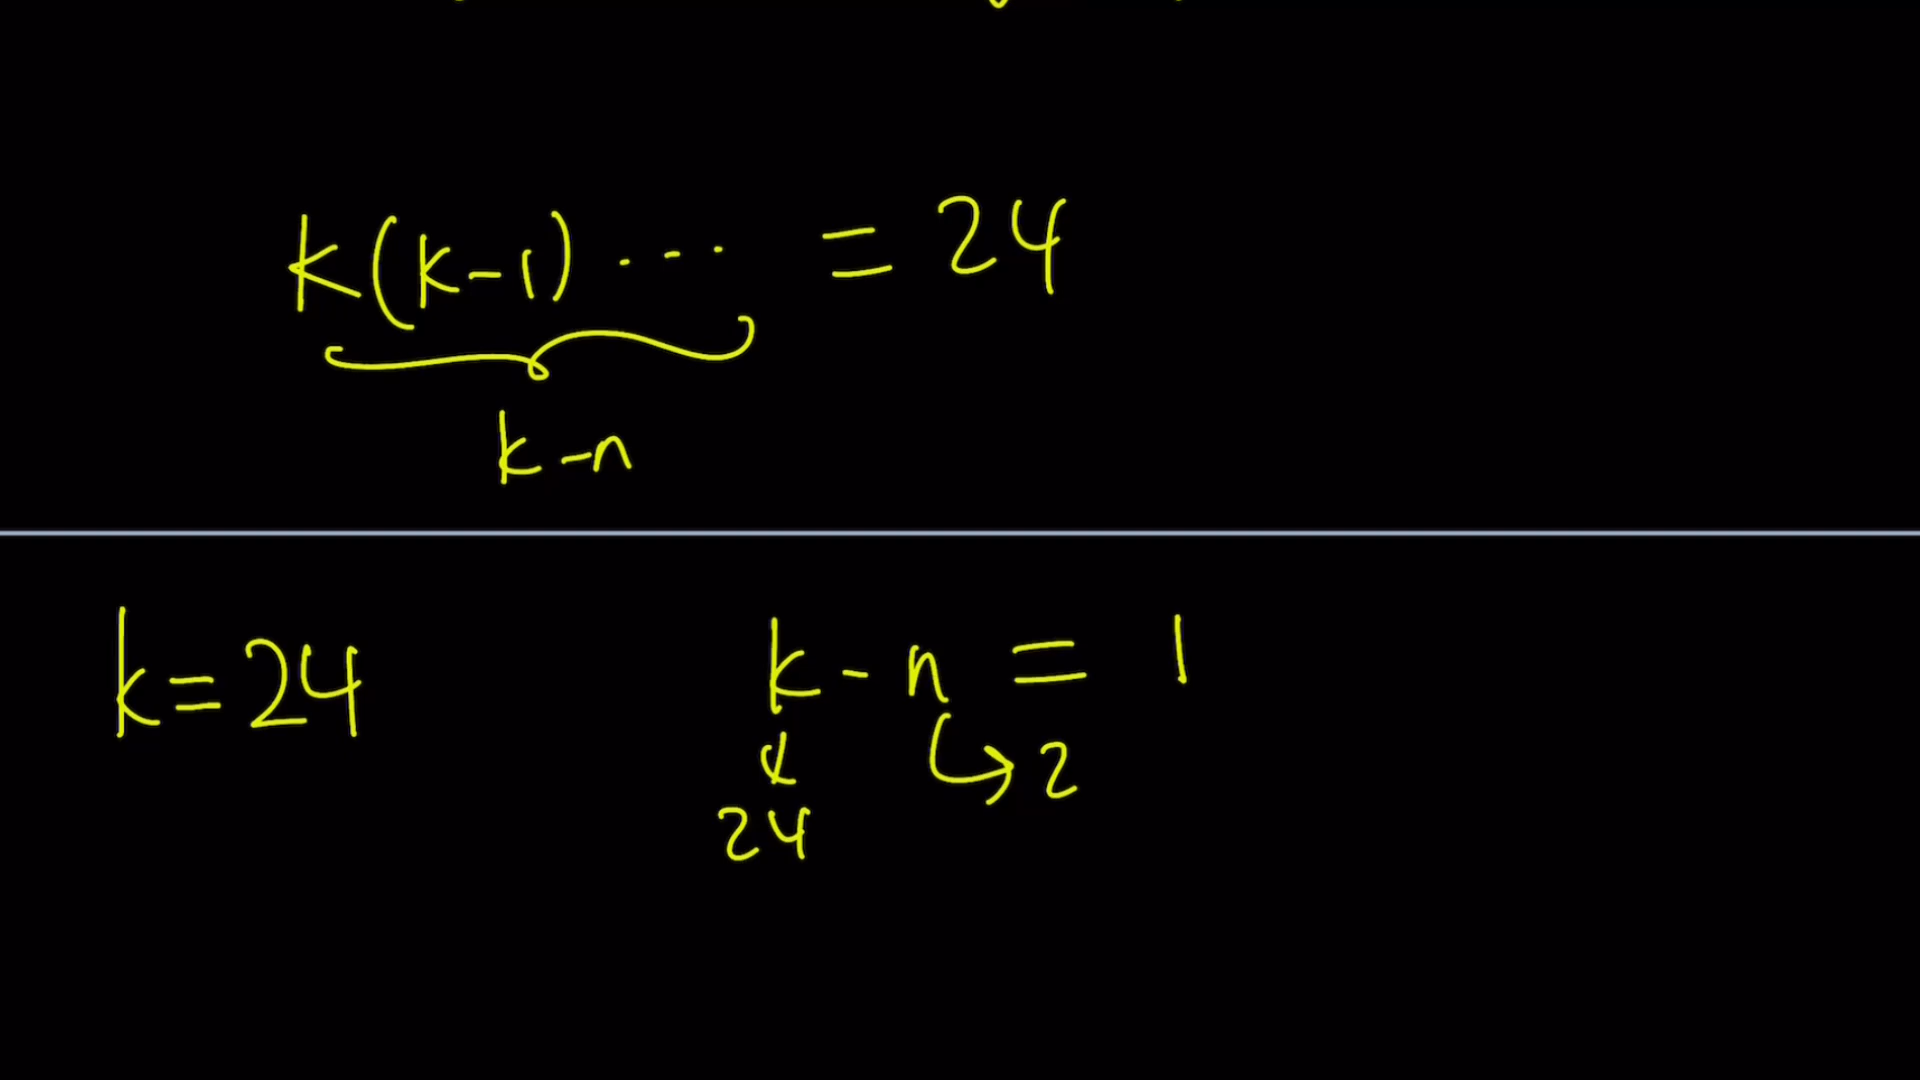 k(k-1)... = 24
k-n
k=24
k-n = 1
2
24